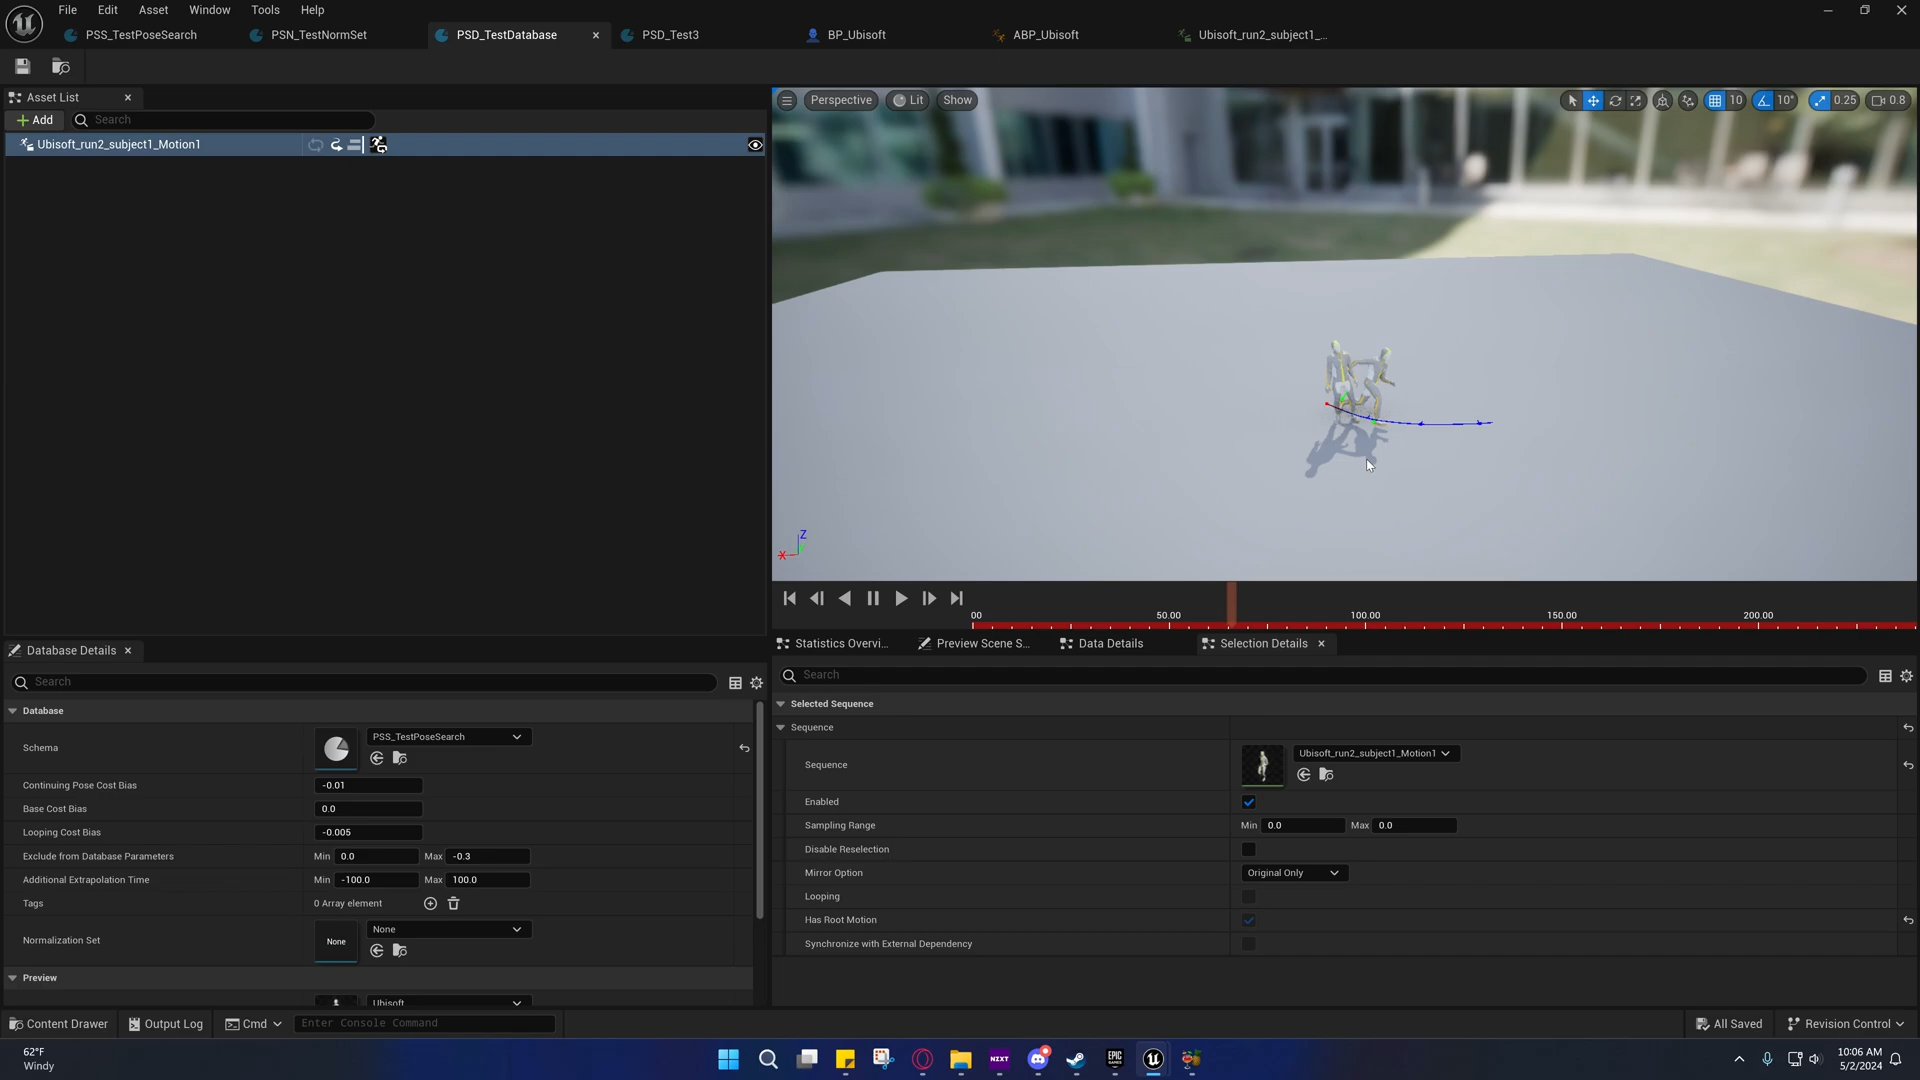 File Edit Asset Window Tools Help
PSS_TestPoseSearch PSN_TestNormSet PSD_TestDatabase PSD_Test3 BP_Ubisoft ABP_Ubisoft Ubisoft_run2_subject1_...
Asset List
Add Search
Ubisoft_run2_subject1_Motion1
Perspective Lit Show 10 10° 0.25 0.8
Z
X
00 50.00 100.00 150.00 200.00
Database Details
Search
Database
Schema PSS_TestPoseSearch
Continuing Pose Cost Bias -0.01
Base Cost Bias 0.0
Looping Cost Bias -0.005
Exclude from Database Parameters Min 0.0 Max -0.3
Additional Extrapolation Time Min -100.0 Max 100.0
Tags 0 Array element
Normalization Set None None
Preview
Ubisoft
Statistics Overvi... Preview Scene S... Data Details Selection Details
Search
Selected Sequence
Sequence
Sequence Ubisoft_run2_subject1_Motion1
Enabled
Sampling Range Min 0.0 Max 0.0
Disable Reselection
Mirror Option Original Only
Looping
Has Root Motion
Synchronize with External Dependency
Content Drawer Output Log Cmd Enter Console Command All Saved Revision Control
62°F
Windy
NZXT
EPIC
GAMES
10:06 AM
5/2/2024